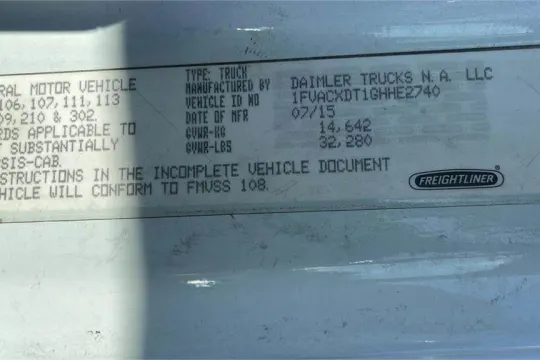 RAL MOTOR VEHICLE
106, 107, 111, 113
09, 210 & 302.
RDS APPLICABLE TO
SUBSTANTIALLY
SIS-CAB.
STRUCTIONS IN THE INCOMPLETE VEHICLE DOCUMENT
HICLE WILL CONFORM TO FMVSS 108.
TYPE: TRUCK
MANUFACTURED BY DAIMLER TRUCKS N. A. LLC
VEHICLE ID NO 1FVACXDT1GHHE2740
DATE OF MFR 07/15
GVWR-KG 14,642
GVWR-LBS 32,280
FREIGHTLINER